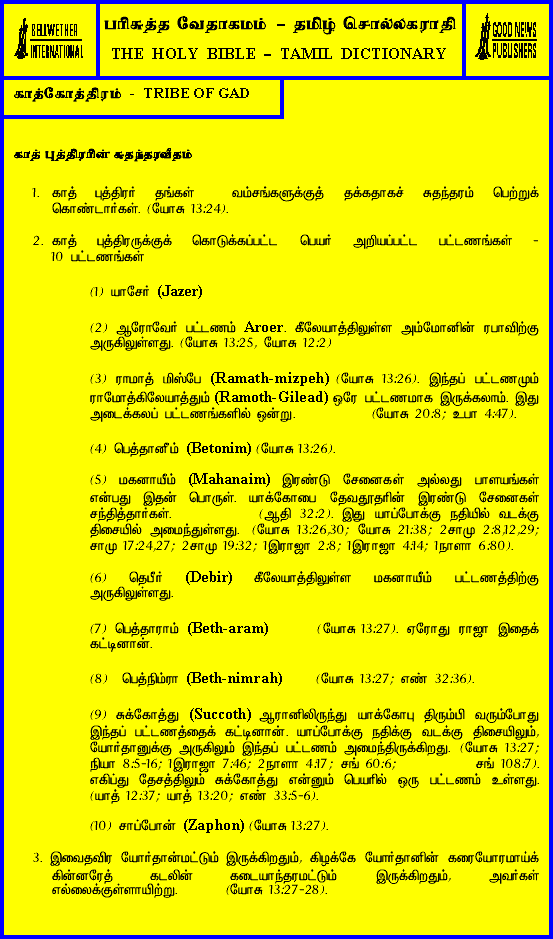 BELLWETHER
INTERNATIONAL
பரிசுத்த வேதாகமம் – தமிழ் சொல்லகராதி
THE HOLY BIBLE – TAMIL DICTIONARY
GOOD NEWS
PUBLISHERS
காத்கோத்திரம் - TRIBE OF GAD
காத் புத்திரரின் சுதந்தரவீதம்
1. காத் புத்திரர் தங்கள் வம்சங்களுக்குத் தக்கதாகச் சுதந்தரம் பெற்றுக்
கொண்டார்கள். (யோசு 13:24).
2. காத் புத்திரருக்குக் கொடுக்கப்பட்ட பெயர் அறியப்பட்ட பட்டணங்கள் -
10 பட்டணங்கள்
(1) யாசேர் (Jazer)
(2) ஆரோவேர் பட்டணம் Aroer. கீலேயாத்திலுள்ள அம்மோனின் ரபாவிற்கு
அருகிலுள்ளது. (யோசு 13:25, யோசு 12:2)
(3) ராமாத் மிஸ்பே (Ramath-mizpeh) (யோசு 13:26). இந்தப் பட்டணமும்
ராமோத்கிலேயாத்தும் (Ramoth-Gilead) ஒரே பட்டணமாக இருக்கலாம். இது
அடைக்கலப் பட்டணங்களில் ஒன்று. (யோசு 20:8; உபா 4:47).
(4) பெத்தானீம் (Betonim) (யோசு 13:26).
(5) மகனாயீம் (Mahanaim) இரண்டு சேனைகள் அல்லது பாளயங்கள்
என்பது இதன் பொருள். யாக்கோபை தேவதூதரின் இரண்டு சேனைகள்
சந்தித்தார்கள். (ஆதி 32:2). இது யாப்போக்கு நதியில் வடக்கு
திசையில் அமைந்துள்ளது. (யோசு 13:26,30; யோசு 21:38; 2சாமு 2:8,12,29;
சாமு 17:24,27; 2சாமு 19:32; 1இராஜா 2:8; 1இராஜா 4:14; 1நாளா 6:80).
(6) தெபீர் (Debir) கீலேயாத்திலுள்ள மகனாயீம் பட்டணத்திற்கு
அருகிலுள்ளது.
(7) பெத்தாராம் (Beth-aram) (யோசு 13:27). ஏரோது ராஜா இதைக்
கட்டினான்.
(8) பெத்நிம்ரா (Beth-nimrah) (யோசு 13:27; எண் 32:36).
(9) சுக்கோத்து (Succoth) ஆரானிலிருந்து யாக்கோபு திரும்பி வரும்போது
இந்தப் பட்டணத்தைக் கட்டினான். யாப்போக்கு நதிக்கு வடக்கு திசையிலும்,
யோர்தானுக்கு அருகிலும் இந்தப் பட்டணம் அமைந்திருக்கிறது. (யோசு 13:27;
நியா 8:5-16; 1இராஜா 7:46; 2நாளா 4:17; சங் 60:6; சங் 108:7).
எகிப்து தேசத்திலும் சுக்கோத்து என்னும் பெயரில் ஒரு பட்டணம் உள்ளது.
(யாத் 12:37; யாத் 13:20; எண் 33:5-6).
(10) சாப்போன் (Zaphon) (யோசு 13:27).
3. இவைதவிர யோர்தான்மட்டும் இருக்கிறதும், கிழக்கே யோர்தானின் கரையோரமாய்க்
கின்னரேத் கடலின் கடையாந்தரமட்டும் இருக்கிறதும், அவர்கள்
எல்லைக்குள்ளாயிற்று. (யோசு 13:27-28).